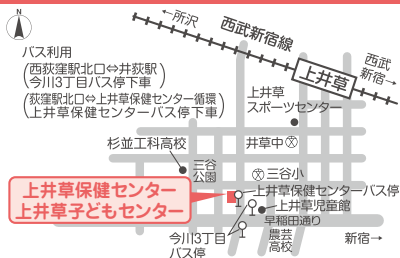 N
←所沢
西武新宿線
西武
新宿→
上井草
バス利用
(西荻窪駅北口⇔井荻駅)
(今川3丁目バス停下車)
(荻窪駅北口⇔上井草保健センター循環)
(上井草保健センターバス停下車)
上井草
スポーツセンター
杉並工科高校
井草中 文
三谷
公園
文 三谷小
上井草保健センターバス停
上井草児童館
上井草保健センター
上井草子どもセンター
早稲田通り
農芸
高校
今川3丁目
バス停
新宿→